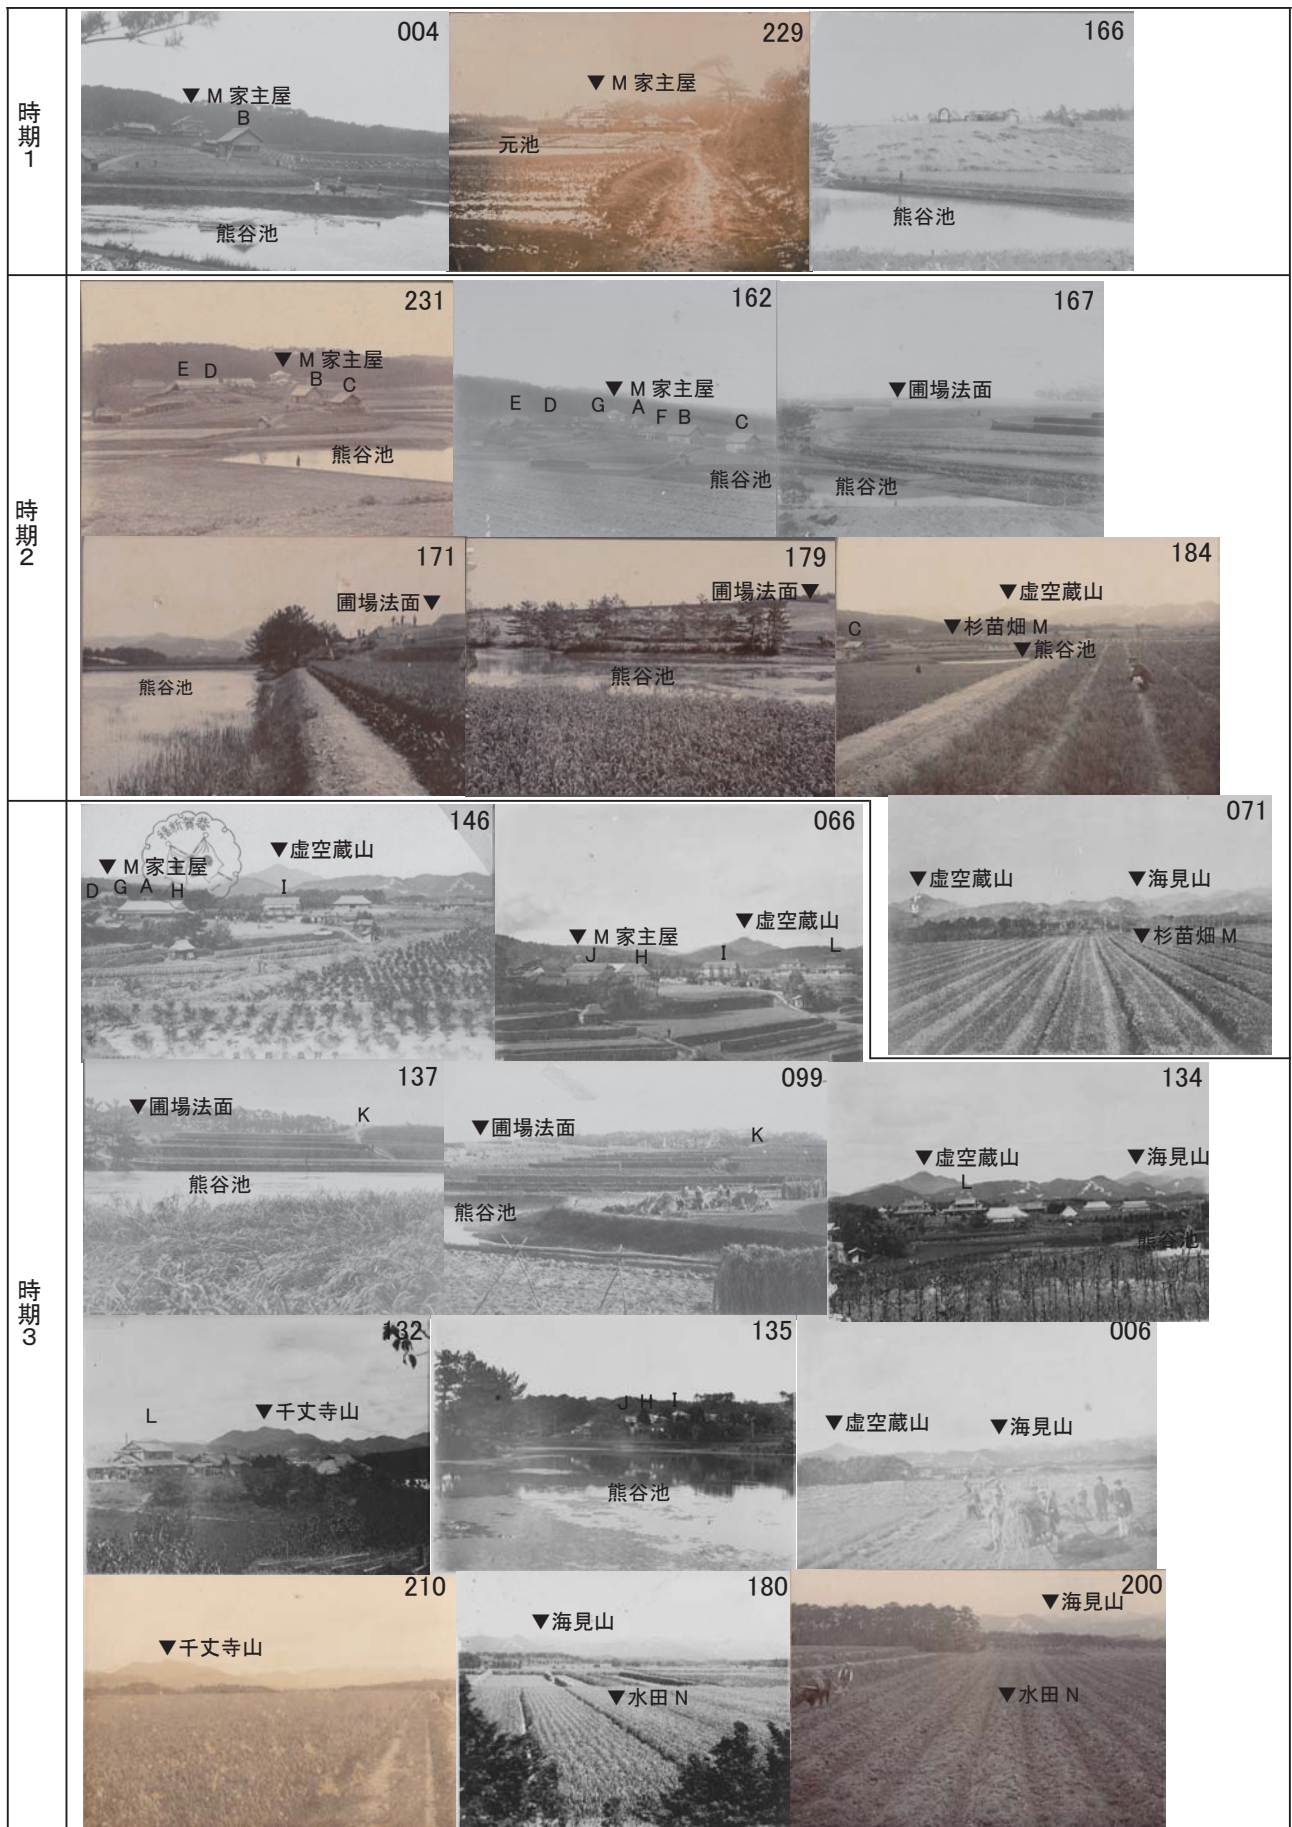 時期1
004
▼M家主屋
B
熊谷池
229
▼M家主屋
元池
166
熊谷池
時期2
231
E D ▼M家主屋
B C
熊谷池
162
▼M家主屋
E D G A F B C
熊谷池
167
▼圃場法面
熊谷池
171
圃場法面▼
熊谷池
179
圃場法面▼
熊谷池
184
▼虚空蔵山
C ▼杉苗畑M
▼熊谷池
時期3
146
▼虚空蔵山
▼M家主屋
D G A H I
066
▼虚空蔵山
▼M家主屋
J H I L
071
▼虚空蔵山 ▼海見山
▼杉苗畑M
137
▼圃場法面
K
熊谷池
099
▼圃場法面 K
熊谷池
134
▼虚空蔵山 ▼海見山
L
熊谷池
132
L ▼千丈寺山
135
J H I
熊谷池
006
▼虚空蔵山 ▼海見山
210
▼千丈寺山
180
▼海見山
▼水田N
200
▼海見山
▼水田N